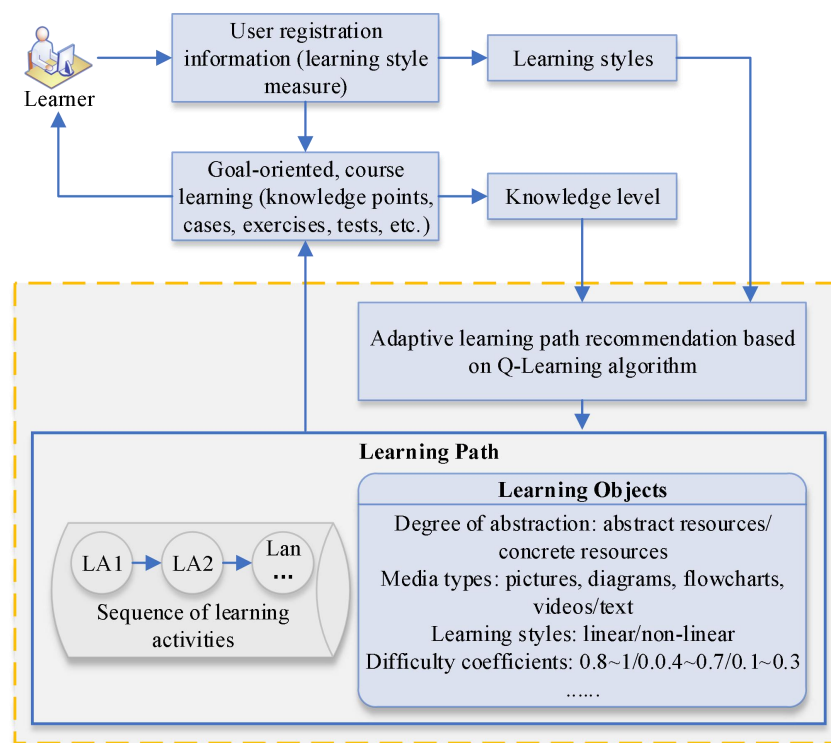 User registration
information (learning style
measure)
Learning styles
Learner
Goal-oriented, course
learning (knowledge points,
cases, exercises, tests, etc.)
Knowledge level
Adaptive learning path recommendation based
on Q-Learning algorithm
Learning Path
LA1
LA2
Lan
...
Sequence of learning
activities
Learning Objects
Degree of abstraction: abstract resources/
concrete resources
Media types: pictures, diagrams, flowcharts,
videos/text
Learning styles: linear/non-linear
Difficulty coefficients: 0.8~1/0.0.4~0.7/0.1~0.3
......